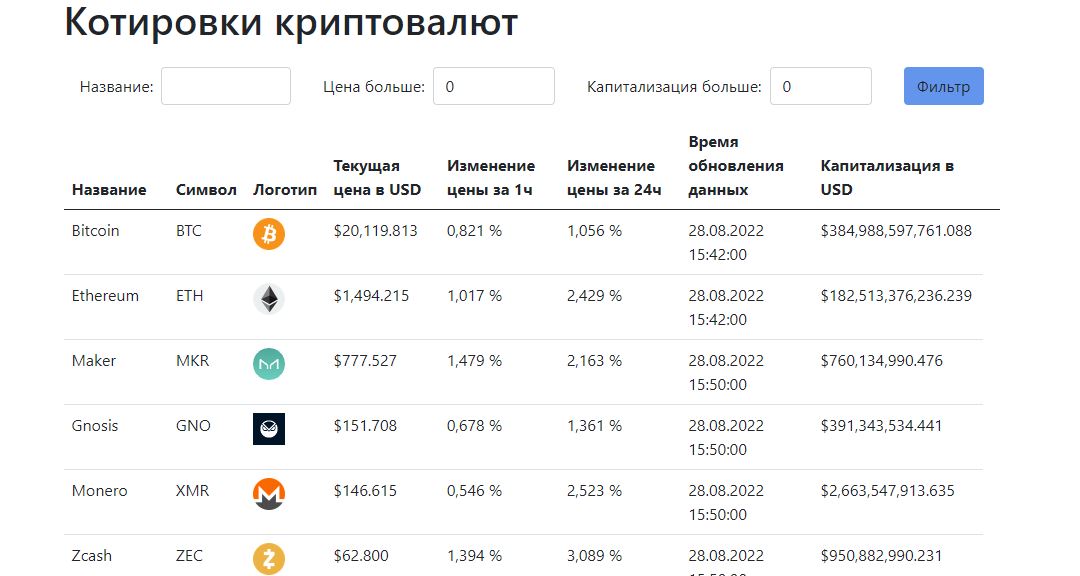 Котировки криптовалют
Название: Цена больше: 0 Капитализация больше: 0 Фильтр
Время
Текущая Изменение Изменение обновления Капитализация в
Название Символ Логотип цена в USD цены за 1ч цены за 24ч данных USD
Bitcoin BTC $20,119.813 0,821 % 1,056 % 28.08.2022 $384,988,597,761.088
15:42:00
Ethereum ETH $1,494.215 1,017 % 2,429 % 28.08.2022 $182,513,376,236.239
15:42:00
Maker MKR $777.527 1,479 % 2,163 % 28.08.2022 $760,134,990.476
15:50:00
Gnosis GNO $151.708 0,678 % 1,361 % 28.08.2022 $391,343,534.441
15:50:00
Monero XMR $146.615 0,546 % 2,523 % 28.08.2022 $2,663,547,913.635
15:50:00
Zcash ZEC $62.800 1,394 % 3,089 % 28.08.2022 $950,882,990.231